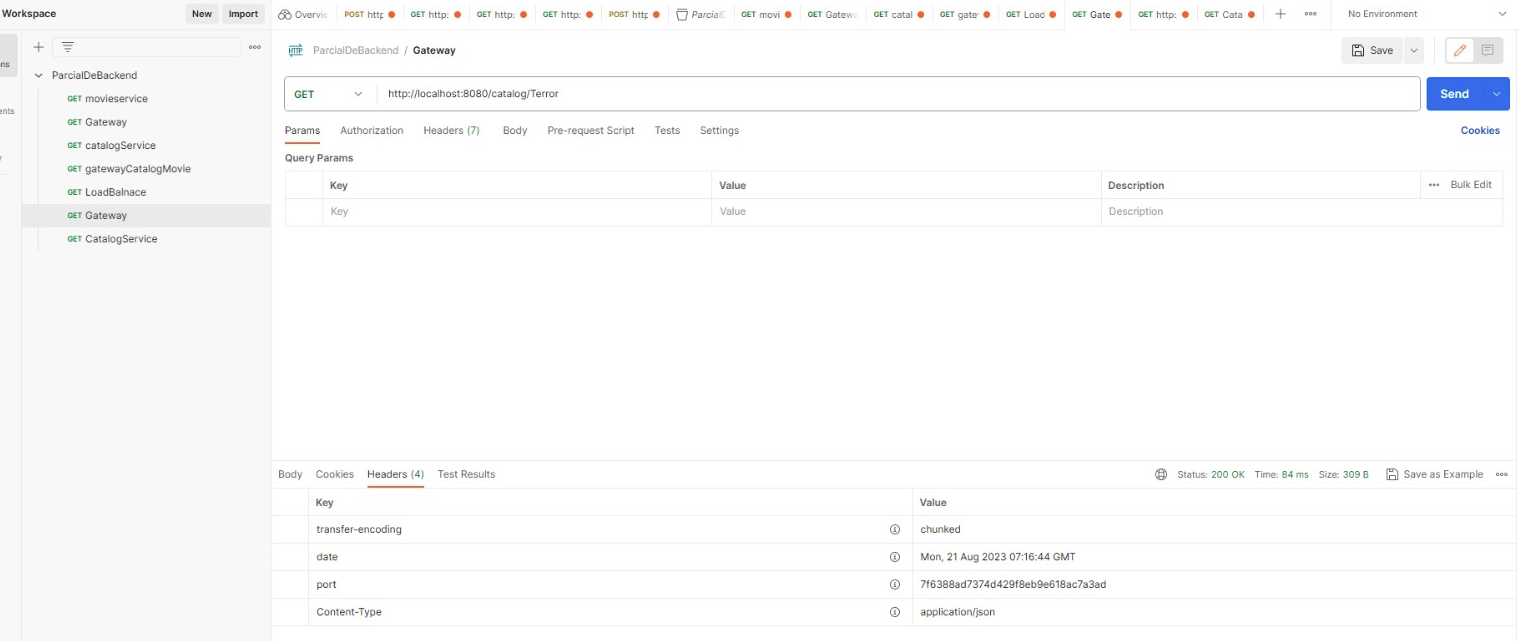 Workspace New Import Overvie POST http GET http: GET http: GET http: POST http ParcialD GET movi GET Gatewa GET catal GET gate GET Load GET Gate GET http: GET Cata No Environment
ns
ParcialDeBackend / Gateway Save
ParcialDeBackend
GET movieservice
GET http://localhost:8080/catalog/Terror Send
ents
GET Gateway
Params Authorization Headers (7) Body Pre-request Script Tests Settings Cookies
GET catalogService
Query Params
GET gatewayCatalogMovie
Key Value Description Bulk Edit
GET LoadBalnace
Key Value Description
GET Gateway
GET CatalogService
Body Cookies Headers (4) Test Results Status: 200 OK Time: 84 ms Size: 309 B Save as Example
Key Value
transfer-encoding chunked
date Mon, 21 Aug 2023 07:16:44 GMT
port 7f6388ad7374d429f8eb9e618ac7a3ad
Content-Type application/json